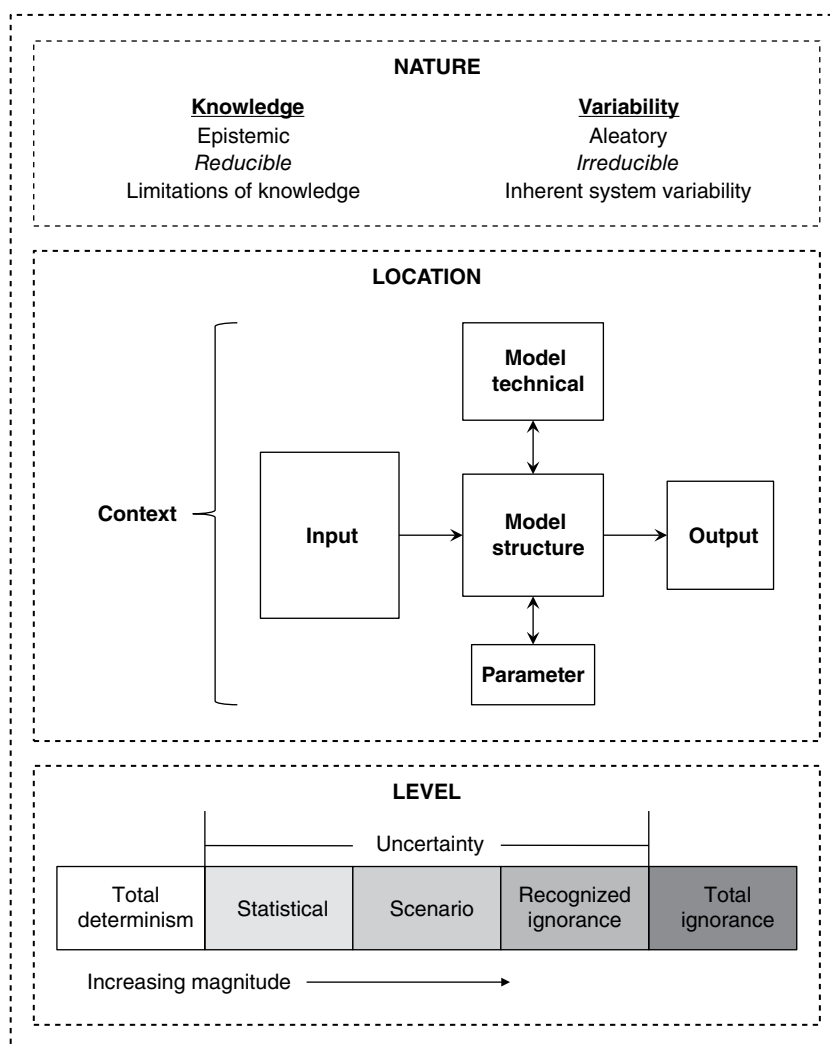 NATURE
Knowledge
Epistemic
Reducible
Limitations of knowledge
Variability
Aleatory
Irreducible
Inherent system variability
LOCATION
Context
Input
Model
technical
Model
structure
Parameter
Output
LEVEL
Uncertainty
Total
determinism
Statistical
Scenario
Recognized
ignorance
Total
ignorance
Increasing magnitude